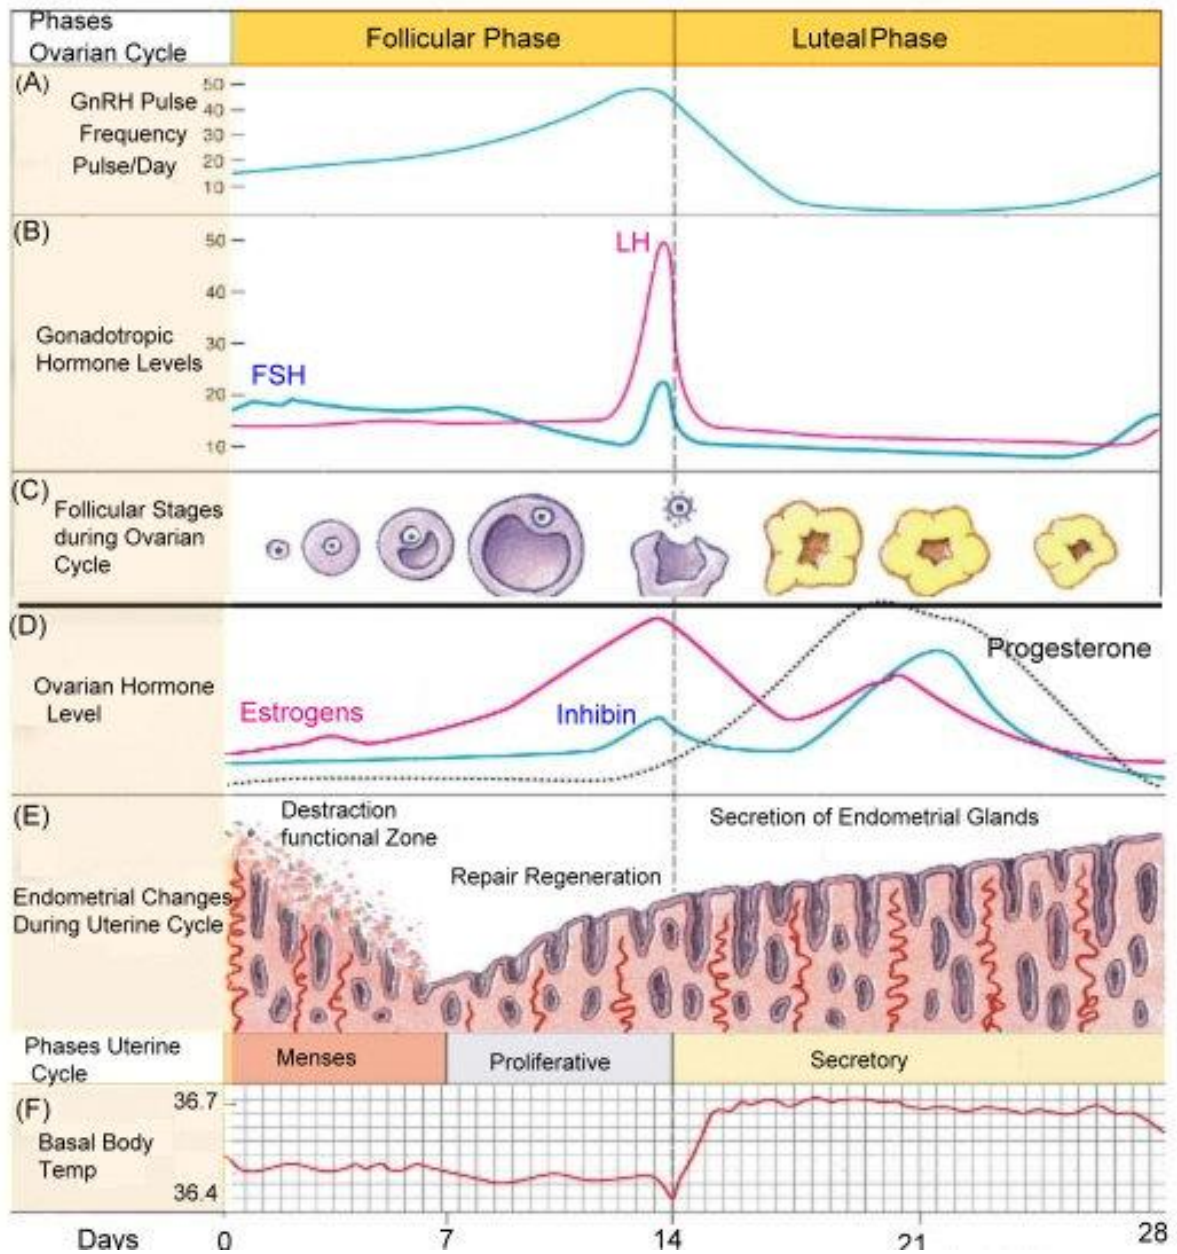 Phases
Ovarian Cycle
Follicular Phase
Luteal Phase
(A)
GnRH Pulse
Frequency
Pulse/Day
50
40
30
20
10
(B)
Gonadotropic
Hormone Levels
50
40
30
20
10
LH
FSH
(C)
Follicular Stages
during Ovarian
Cycle
(D)
Ovarian Hormone
Level
Estrogens
Inhibin
Progesterone
(E)
Endometrial Changes
During Uterine Cycle
Destraction
functional Zone
Repair Regeneration
Secretion of Endometrial Glands
Phases Uterine
Cycle
Menses
Proliferative
Secretory
(F)
Basal Body
Temp
36.7
36.4
Days
0
7
14
21
28